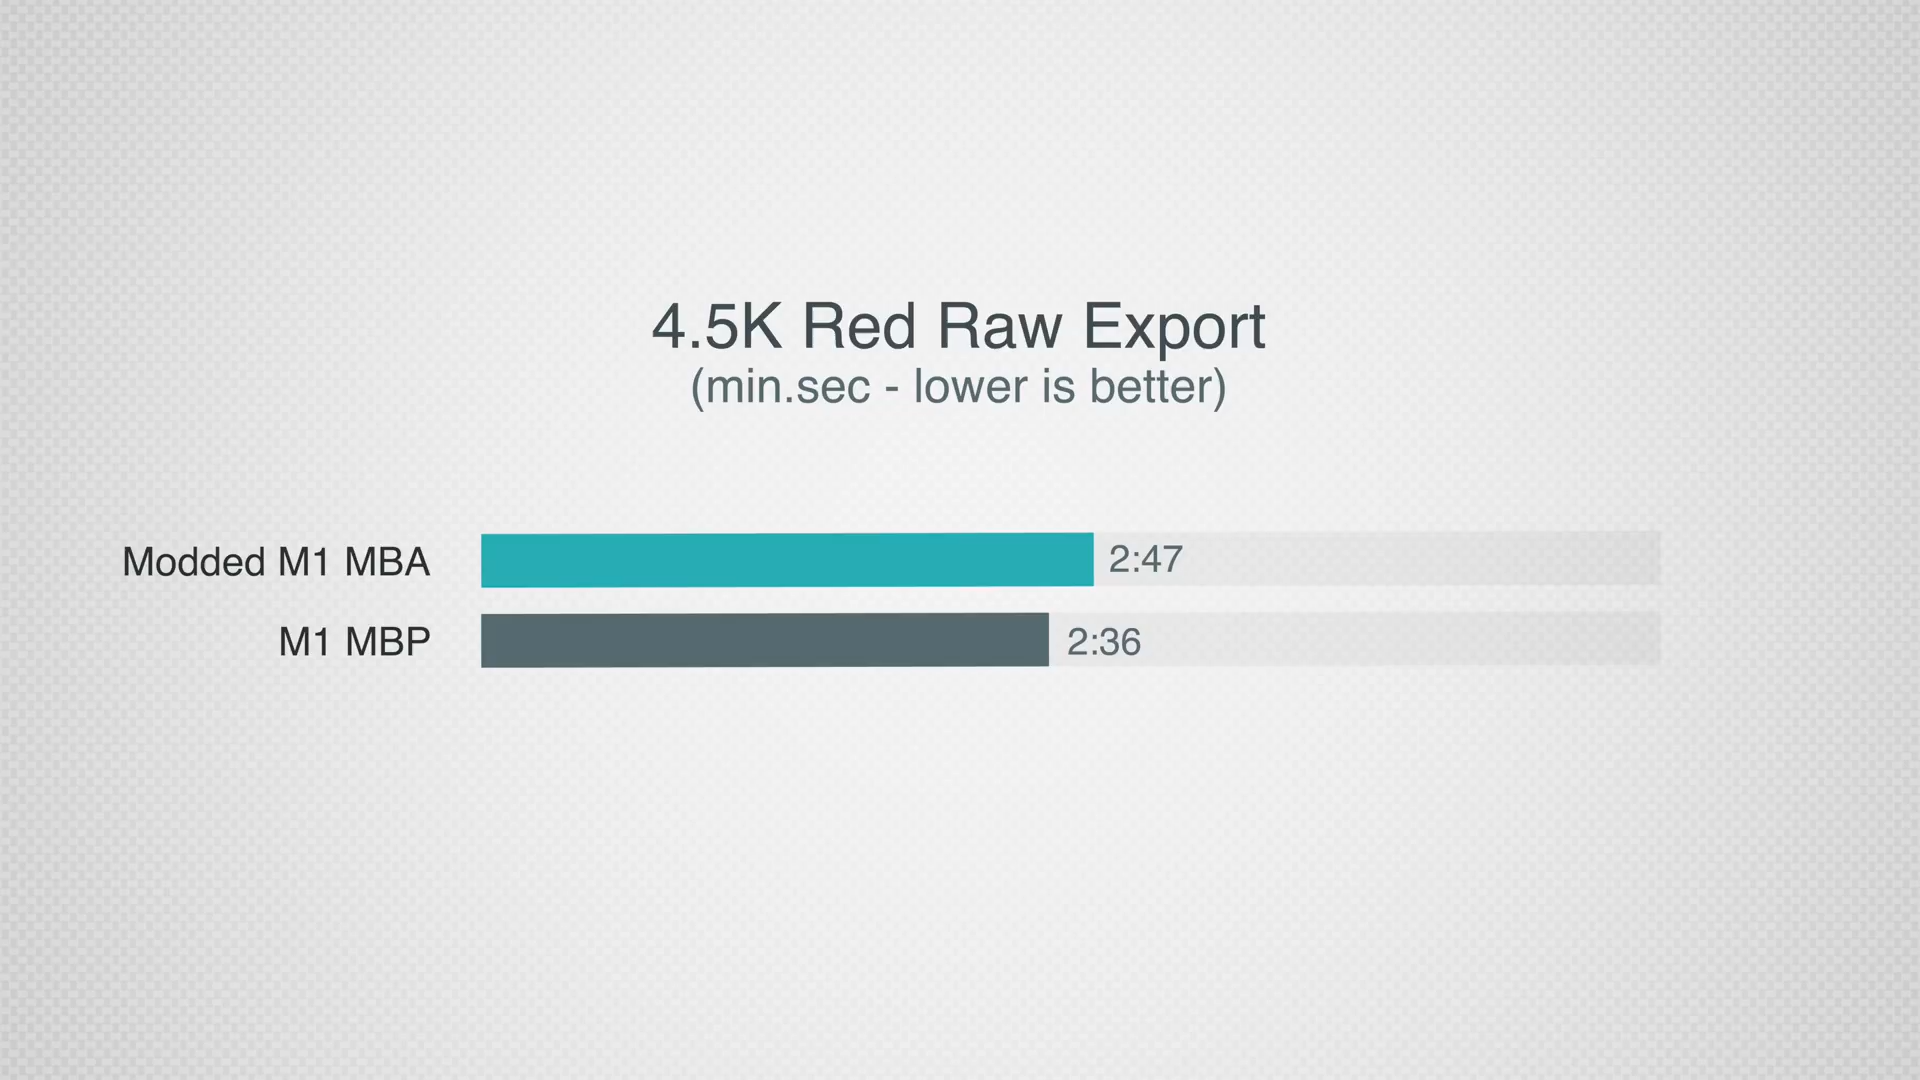 4.5K Red Raw Export
(min.sec - lower is better)
Modded M1 MBA 2:47
M1 MBP 2:36